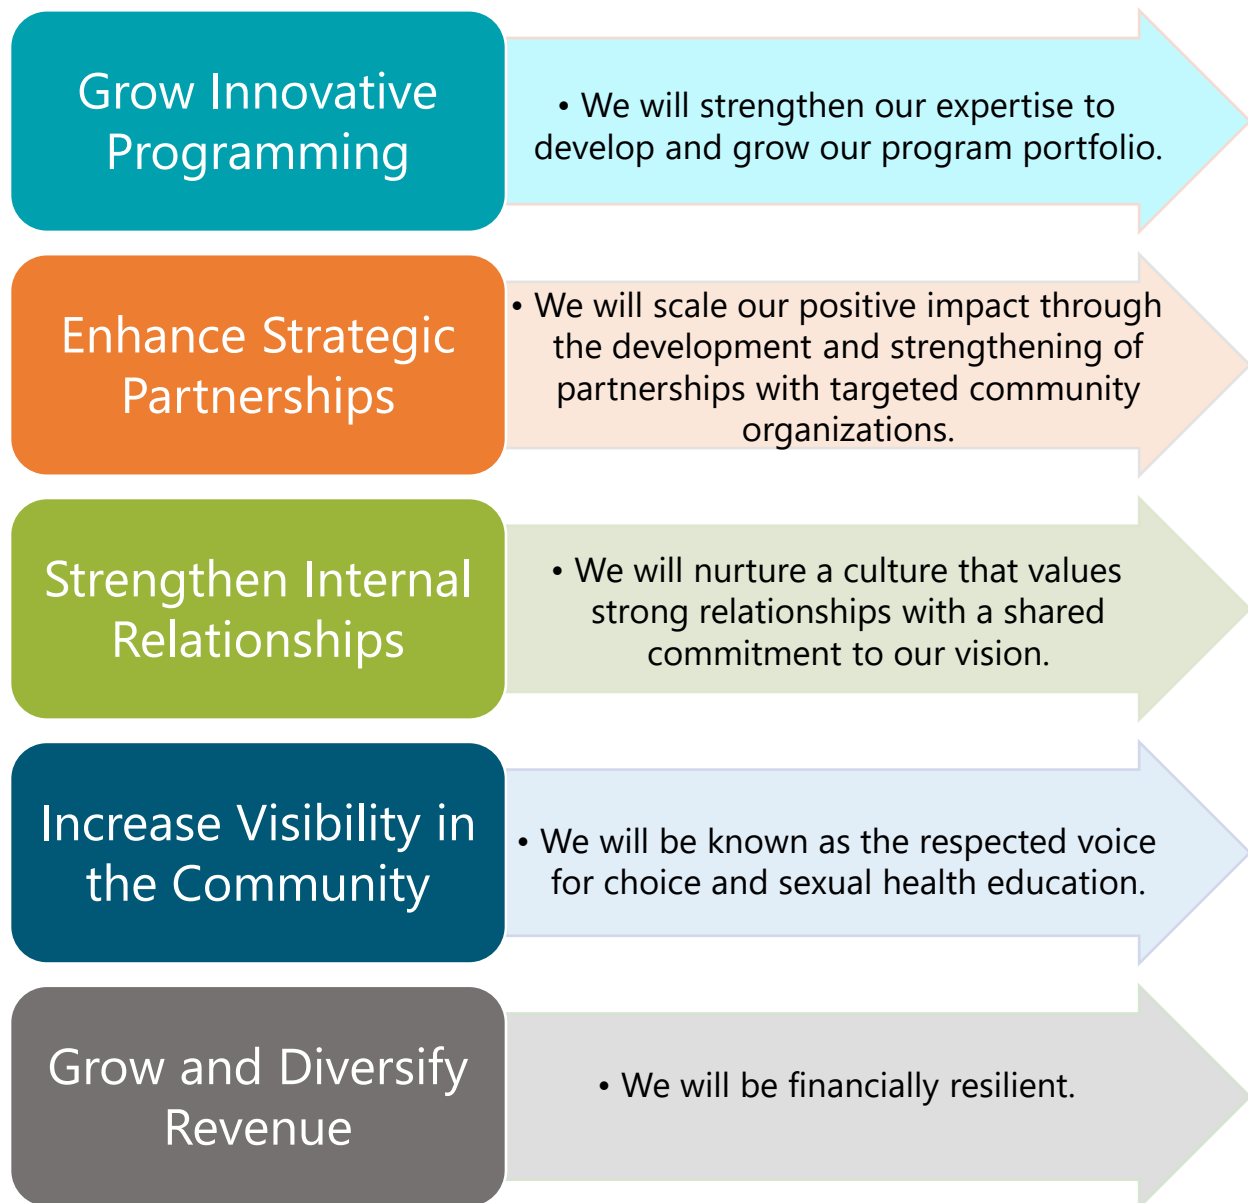 Grow Innovative
Programming
• We will strengthen our expertise to
develop and grow our program portfolio.
Enhance Strategic
Partnerships
• We will scale our positive impact through
the development and strengthening of
partnerships with targeted community
organizations.
Strengthen Internal
Relationships
• We will nurture a culture that values
strong relationships with a shared
commitment to our vision.
Increase Visibility in
the Community
• We will be known as the respected voice
for choice and sexual health education.
Grow and Diversify
Revenue
• We will be financially resilient.